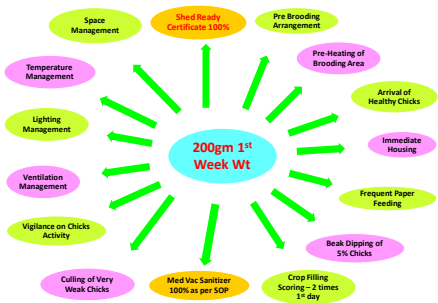 Shed Ready
Certificate 100%
Pre Brooding
Arrangement
Pre-Heating of
Brooding Area
Arrival of
Healthy Chicks
Immediate
Housing
Frequent Paper
Feeding
Beak Dipping of
5% Chicks
Crop Filling
Scoring – 2 times
1st day
Med Vac Sanitizer
100% as per SOP
Culling of Very
Weak Chicks
Vigilance on Chicks
Activity
Ventilation
Management
Lighting
Management
Temperature
Management
Space
Management
200gm 1st
Week Wt